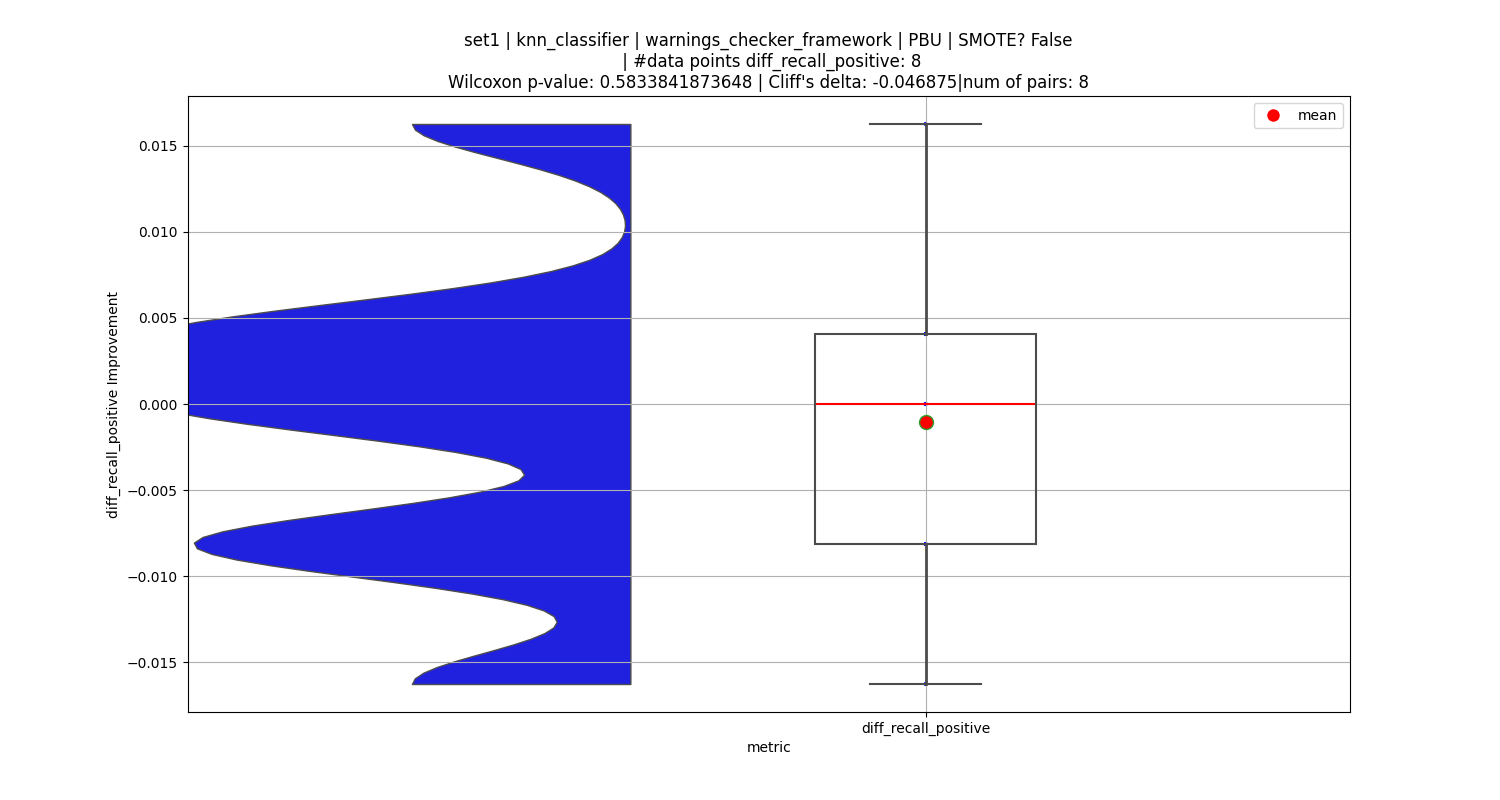 set1 | knn_classifier | warnings_checker_framework | PBU | SMOTE? False
| #data points diff_recall_positive: 8
Wilcoxon p-value: 0.5833841873648 | Cliff's delta: -0.046875|num of pairs: 8
mean
0.015
0.010
0.005
0.000
−0.005
−0.010
−0.015
diff_recall_positive Improvement
diff_recall_positive
metric